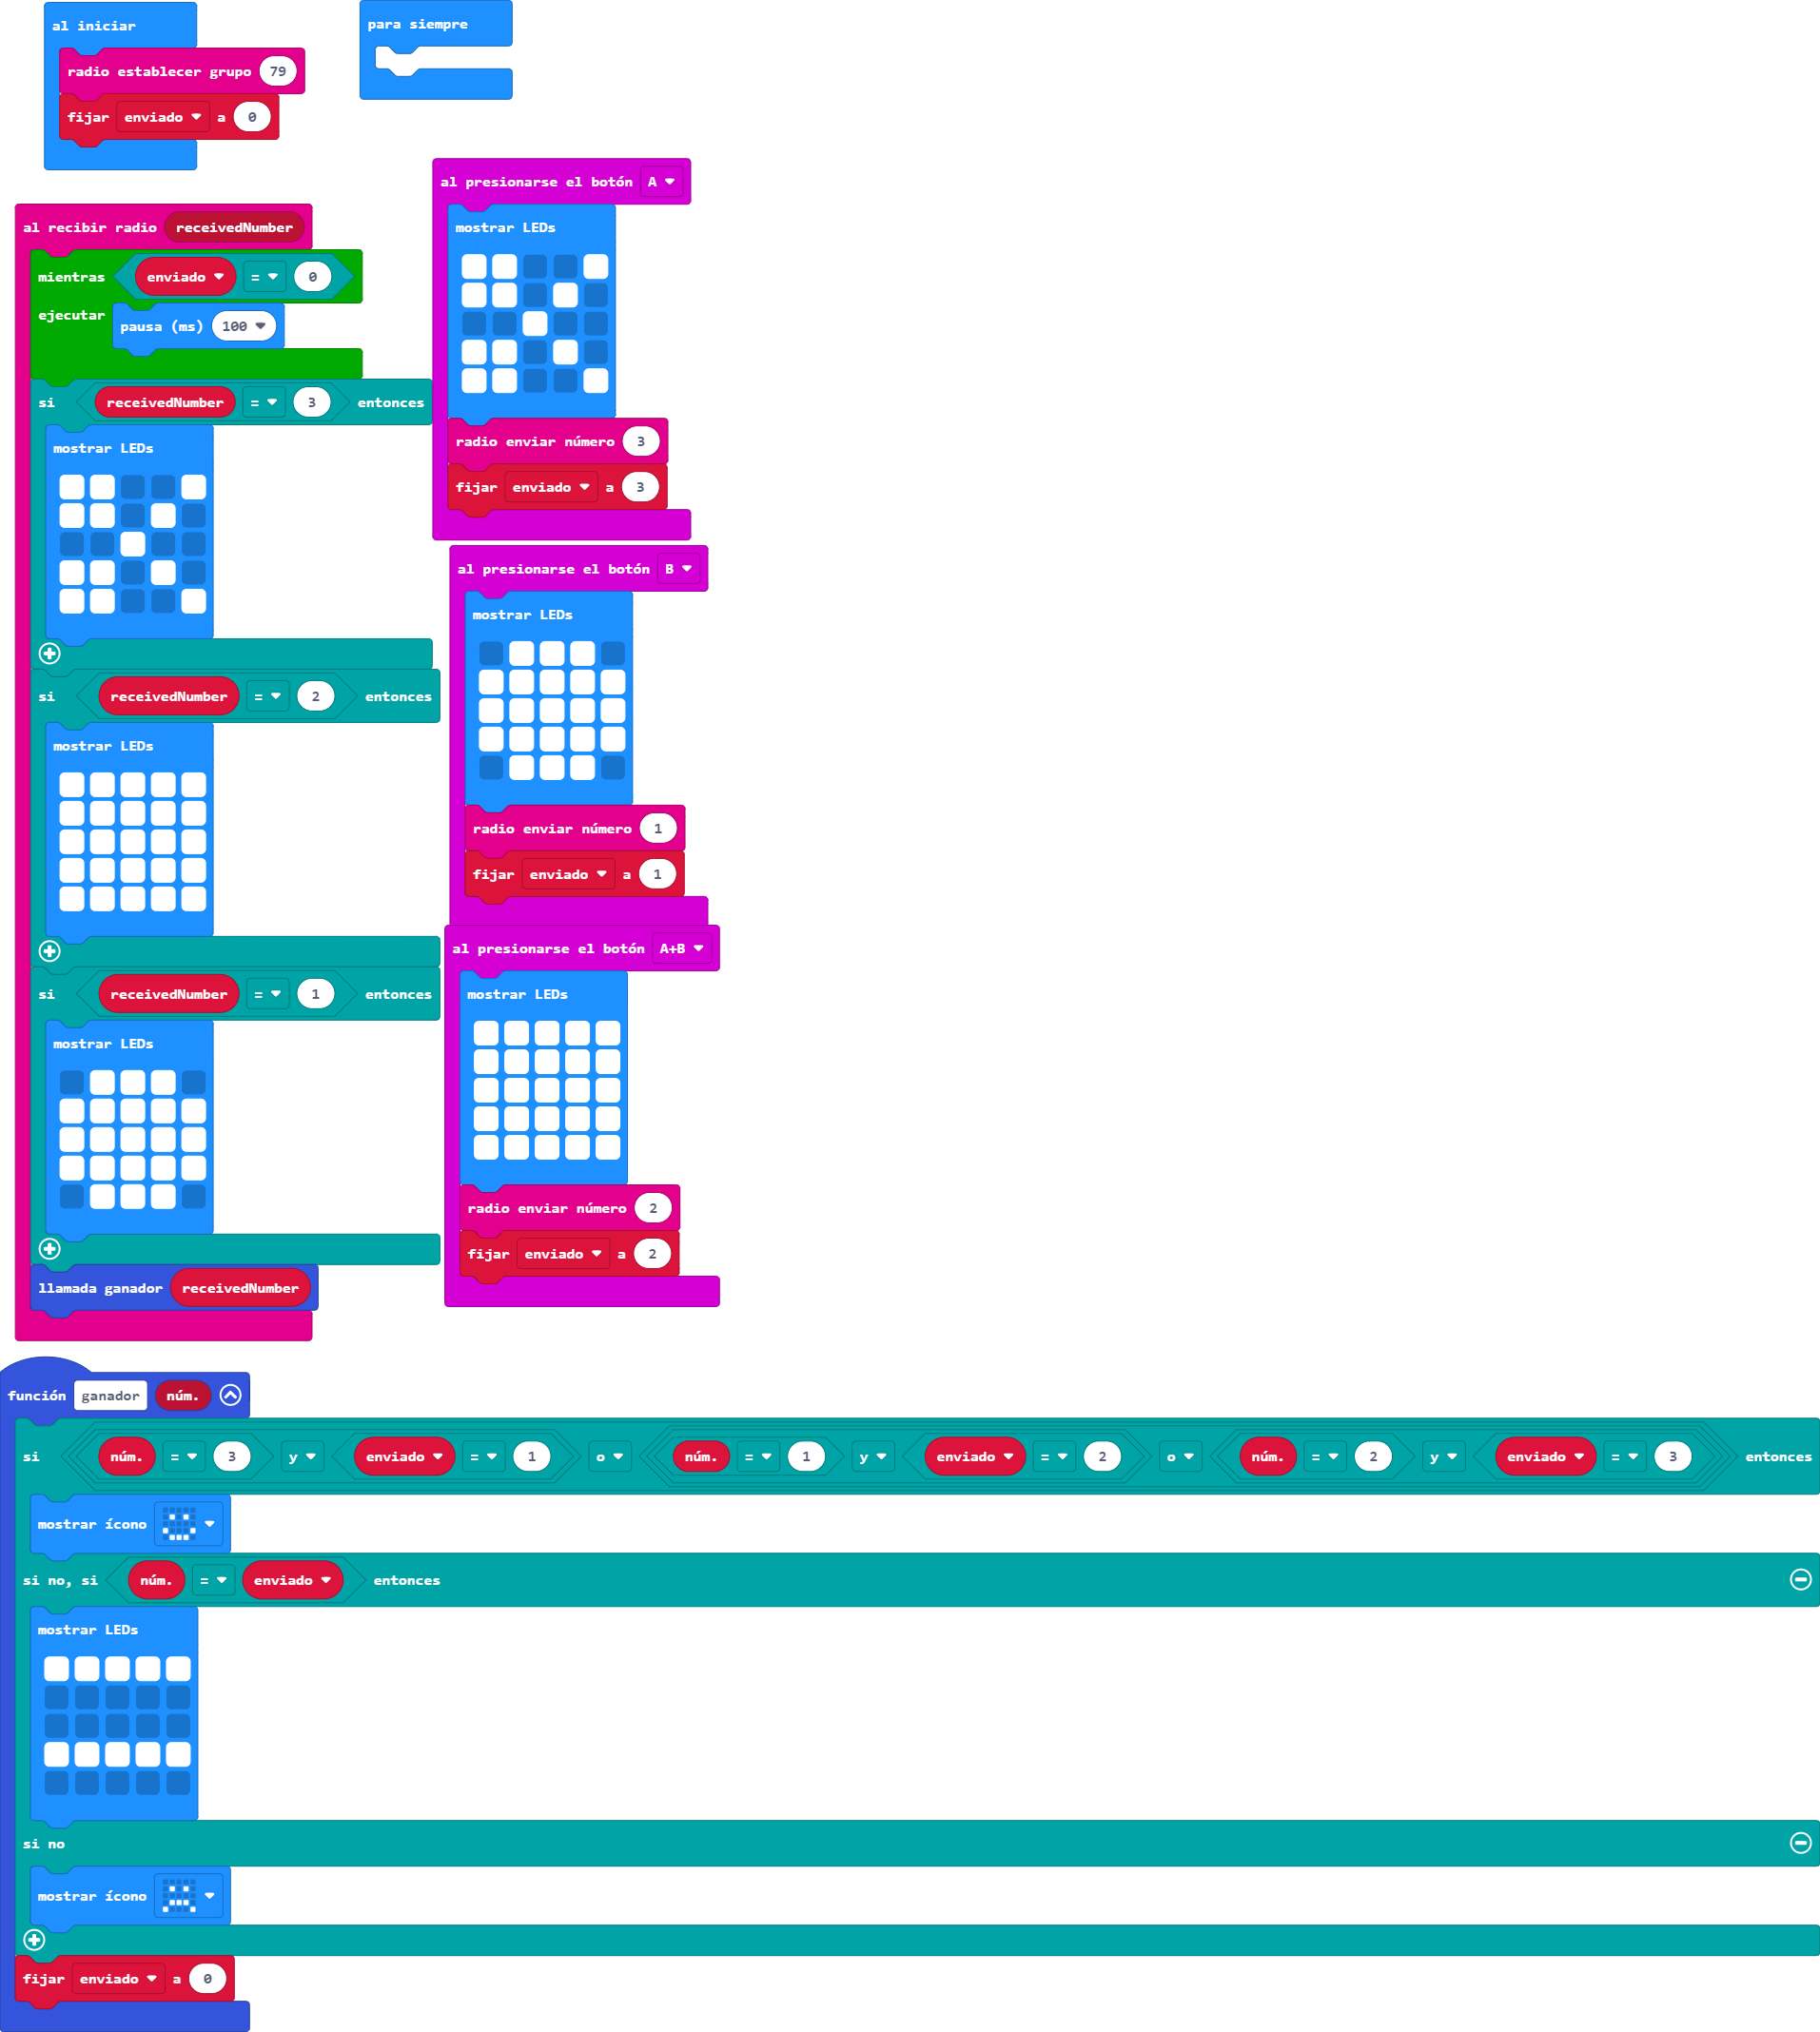 al iniciar
radio establecer grupo 79
fijar enviado a 0
para siempre
al recibir radio receivedNumber
mientras enviado = 0
ejecutar pausa (ms) 100
si receivedNumber = 3 entonces
mostrar LEDs
si receivedNumber = 2 entonces
mostrar LEDs
si receivedNumber = 1 entonces
mostrar LEDs
llamada ganador receivedNumber
al presionarse el botón A
mostrar LEDs
radio enviar número 3
fijar enviado a 3
al presionarse el botón B
mostrar LEDs
radio enviar número 1
fijar enviado a 1
al presionarse el botón A+B
mostrar LEDs
radio enviar número 2
fijar enviado a 2
función ganador núm.
si núm. = 3 y enviado = 1 o núm. = 1 y enviado = 2 o núm. = 2 y enviado = 3 entonces
mostrar ícono
si no, si núm. = enviado entonces
mostrar LEDs
si no
mostrar ícono
fijar enviado a 0